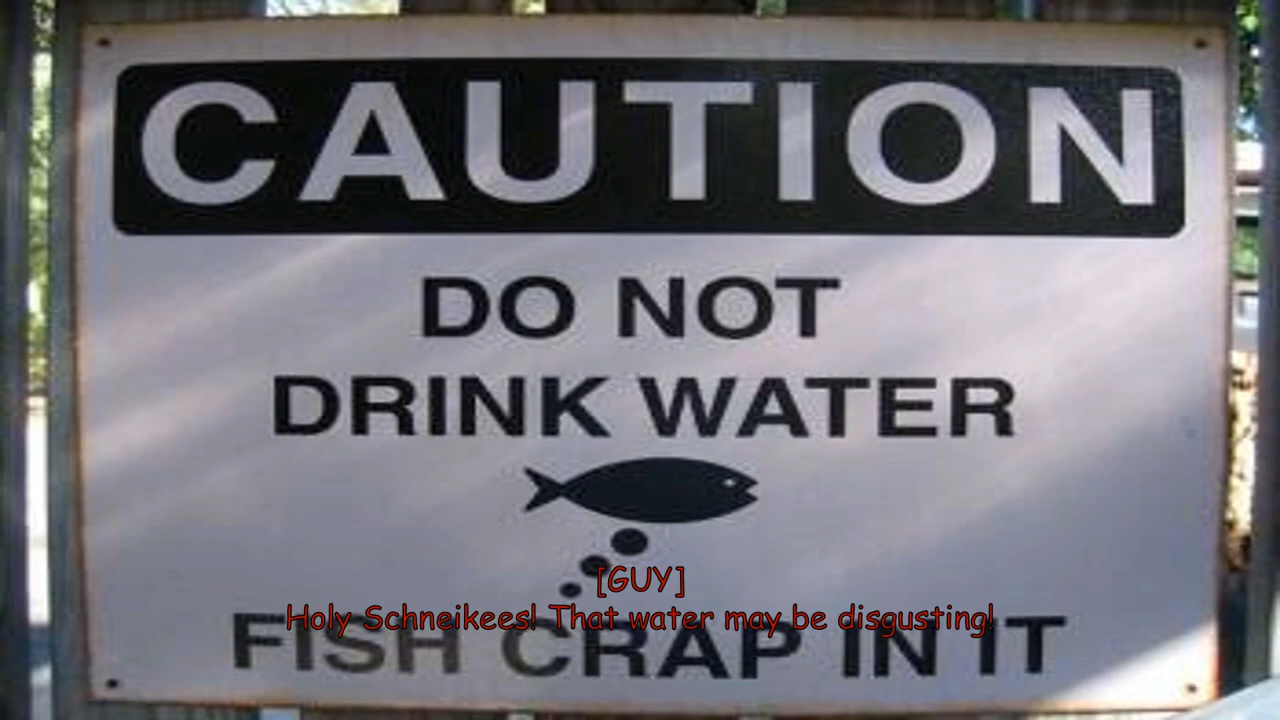 CAUTION
DO NOT
DRINK WATER
[GUY]
Holy Schneikees! That water may be disgusting!
FISH CRAP IN IT